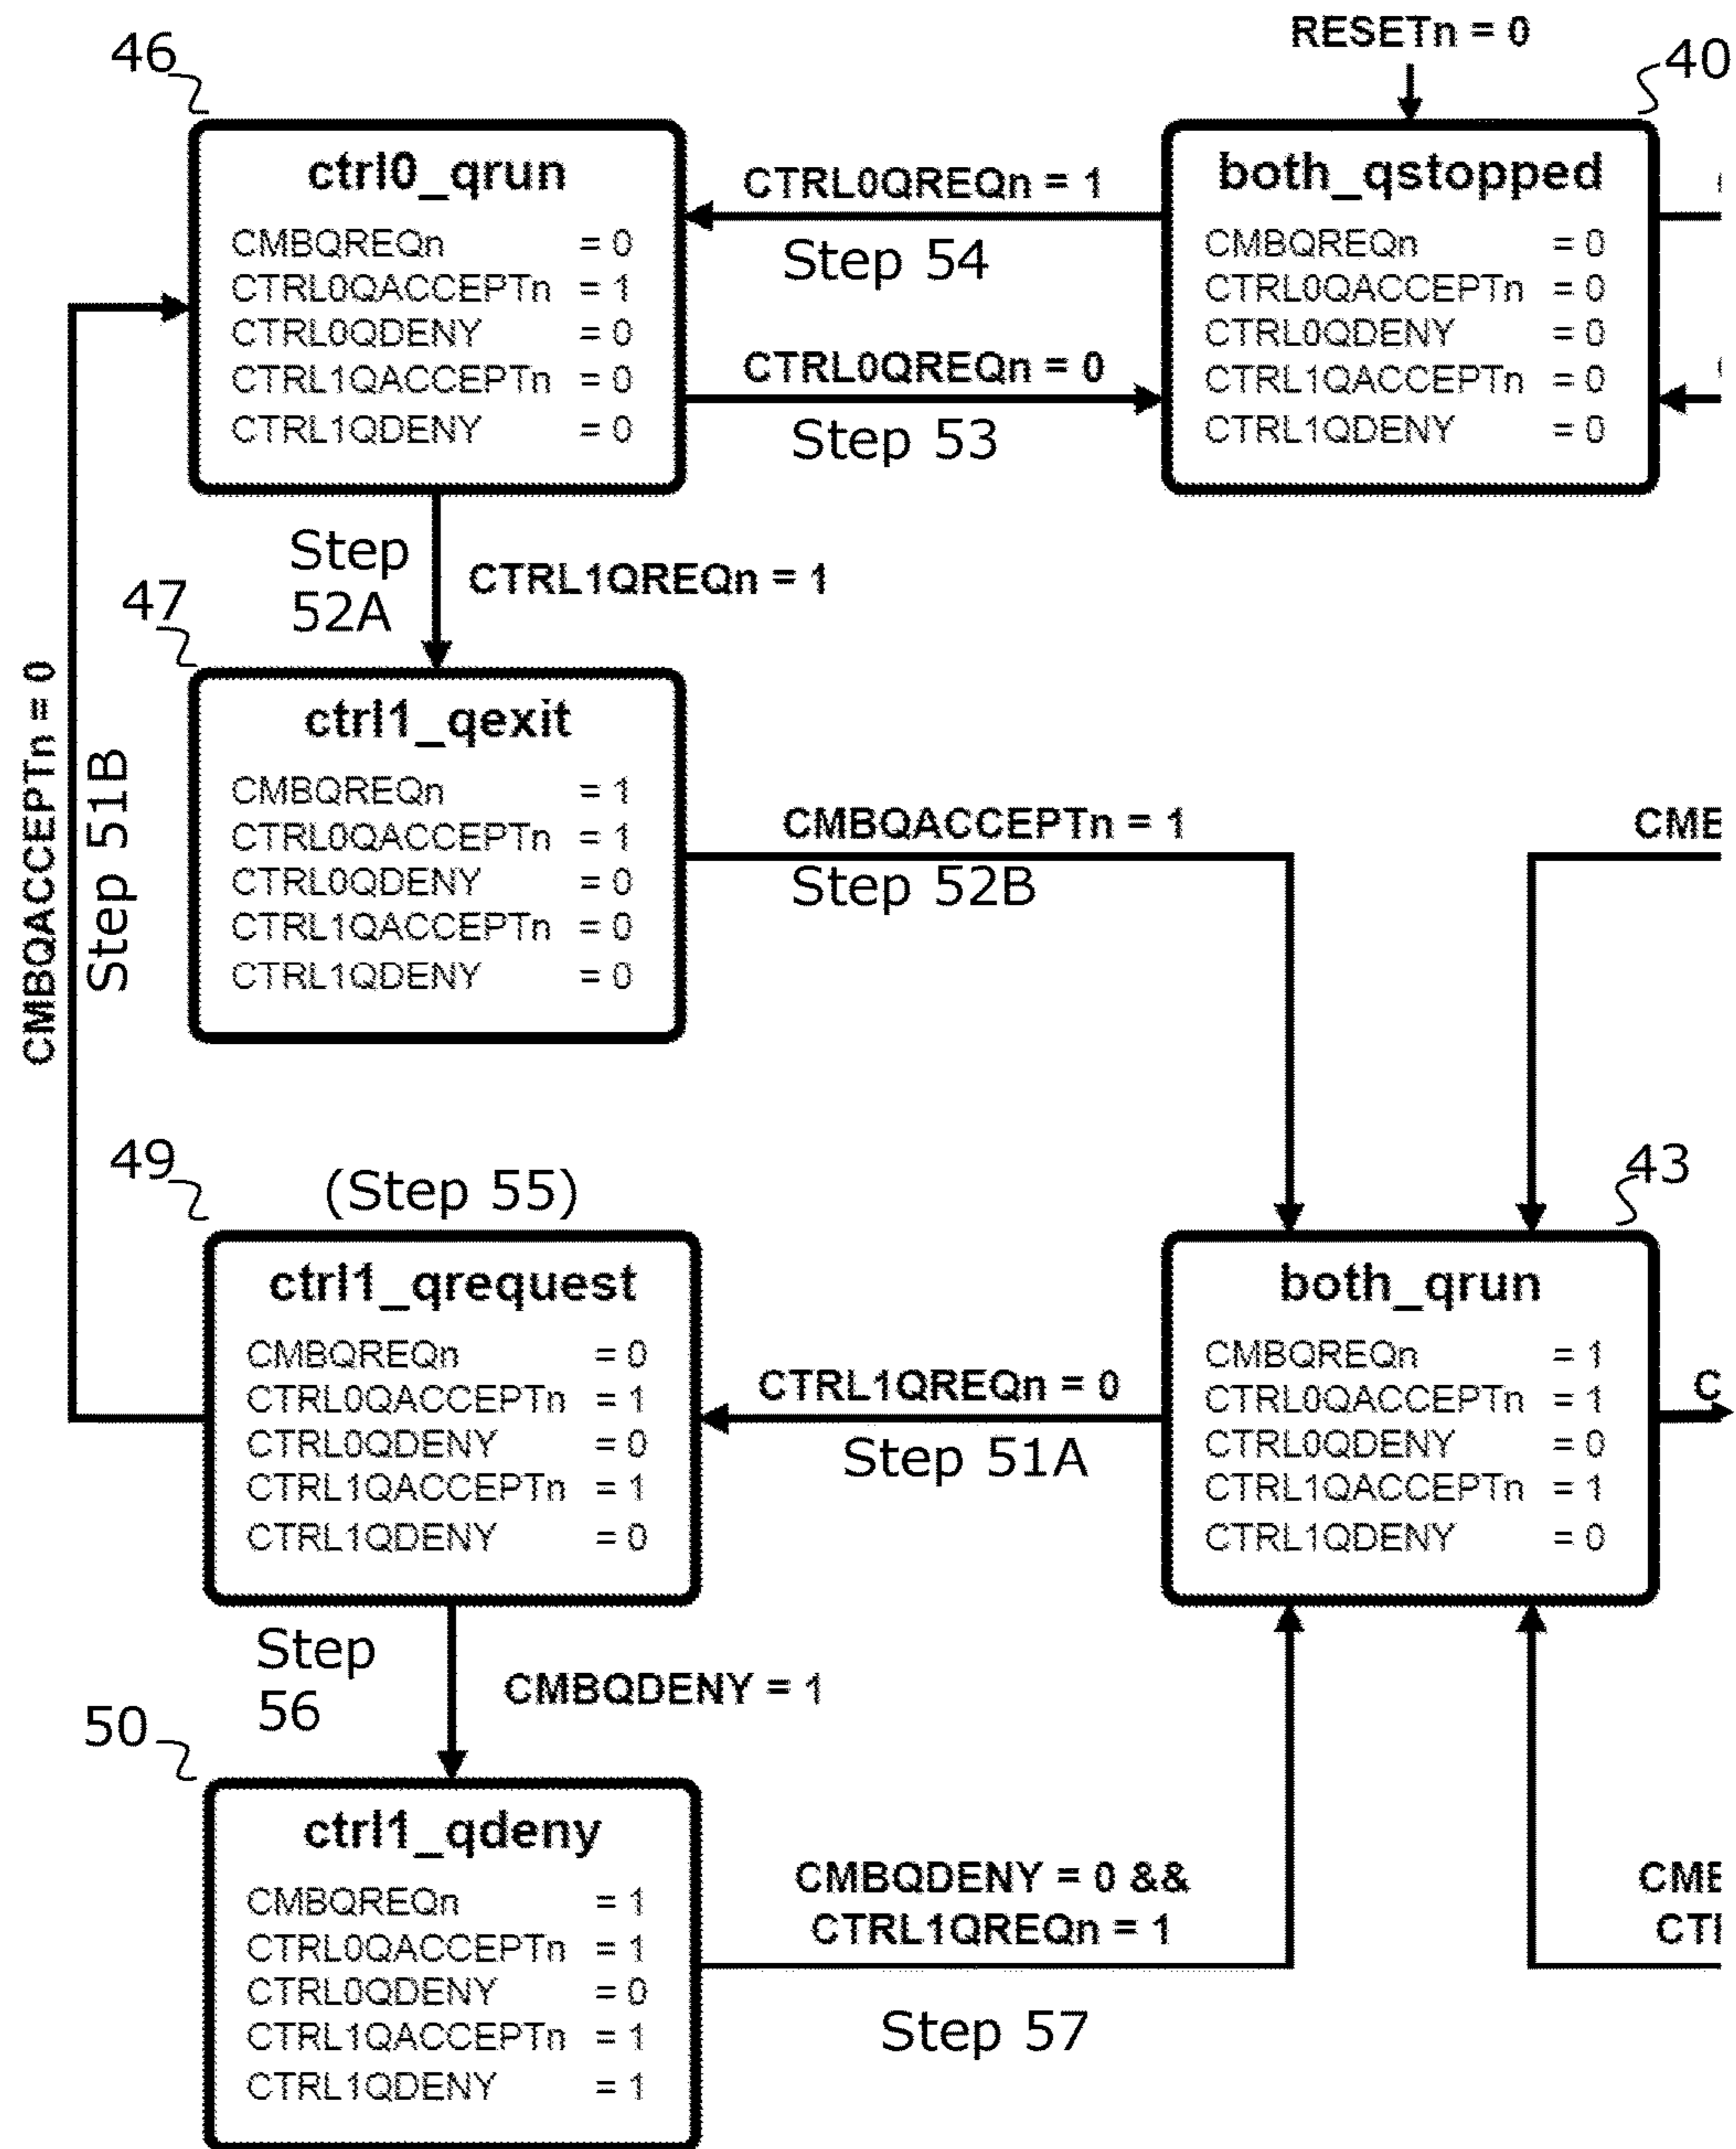 RESETn = 0
46
40
ctrl0_qrun
CMBQREQn = 0
CTRL0QACCEPTn = 1
CTRL0QDENY = 0
CTRL1QACCEPTn = 0
CTRL1QDENY = 0
CTRL0QREQn = 1
Step 54
CTRL0QREQn = 0
Step 53
both_qstopped
CMBQREQn = 0
CTRL0QACCEPTn = 0
CTRL0QDENY = 0
CTRL1QACCEPTn = 0
CTRL1QDENY = 0
Step
52A
CTRL1QREQn = 1
47
ctrl1_qexit
CMBQREQn = 1
CTRL0QACCEPTn = 1
CTRL0QDENY = 0
CTRL1QACCEPTn = 0
CTRL1QDENY = 0
CMBQACCEPTn = 1
Step 52B
CMBQACCEPTn = 0
Step 51B
49
(Step 55)
ctrl1_qrequest
CMBQREQn = 0
CTRL0QACCEPTn = 1
CTRL0QDENY = 0
CTRL1QACCEPTn = 1
CTRL1QDENY = 0
CTRL1QREQn = 0
Step 51A
43
both_qrun
CMBQREQn = 1
CTRL0QACCEPTn = 1
CTRL0QDENY = 0
CTRL1QACCEPTn = 1
CTRL1QDENY = 0
Step
56
CMBQDENY = 1
50
ctrl1_qdeny
CMBQREQn = 1
CTRL0QACCEPTn = 1
CTRL0QDENY = 0
CTRL1QACCEPTn = 1
CTRL1QDENY = 1
CMBQDENY = 0 &&
CTRL1QREQn = 1
Step 57